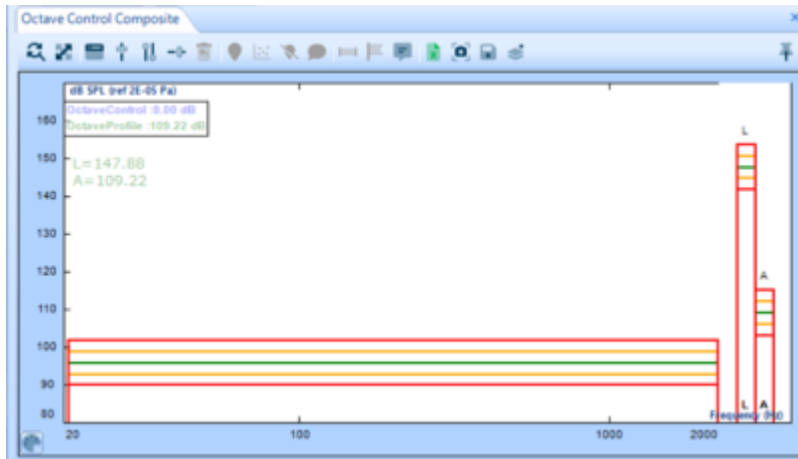 Octave Control Composite
dB SPL (ref 2E-05 Pa)
OctaveControl :0.00 dB
OctaveProfile :109.22 dB
L=147.88
A=109.22
160
150
140
130
120
110
100
90
80
L
A
L A
Frequency (Hz)
20 100 1000 2000